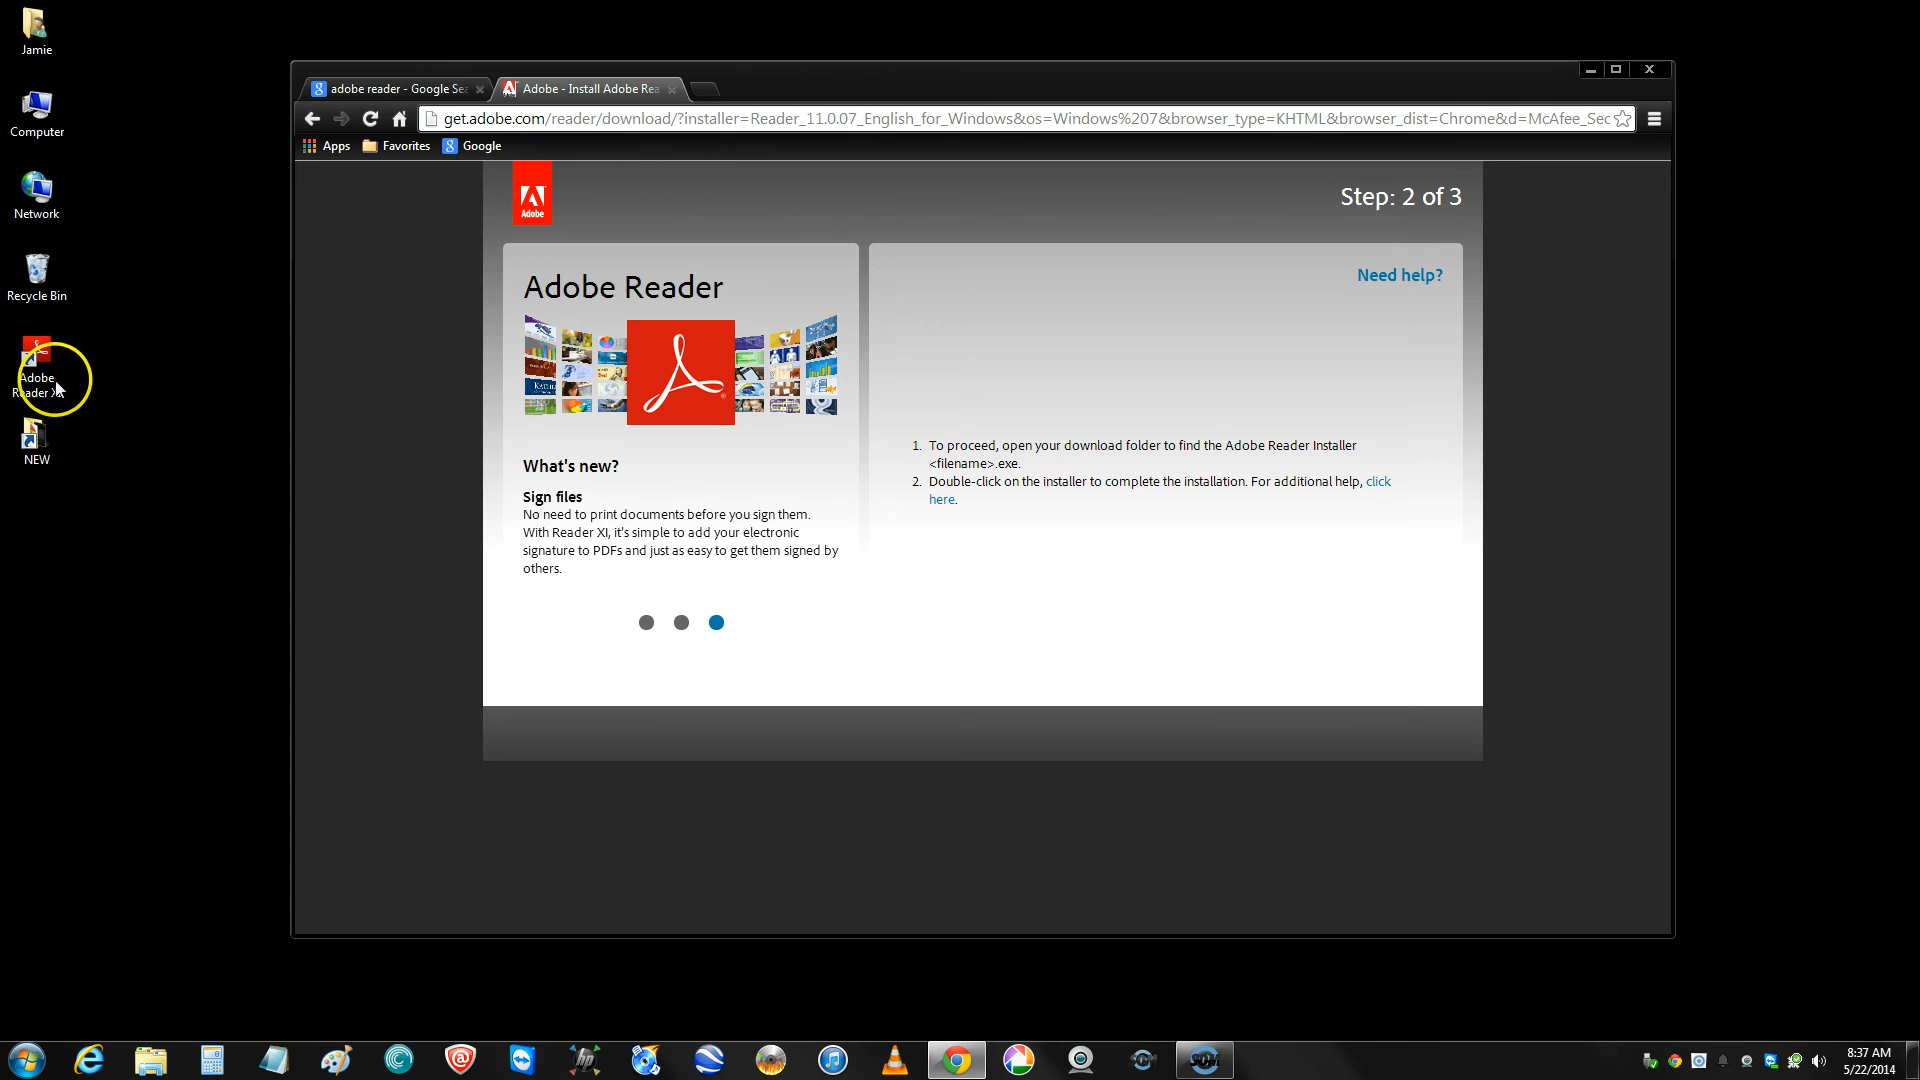 Jamie
Computer
Network
Recycle Bin
Adobe
Reader XI
NEW
adobe reader - Google Sea
Adobe - Install Adobe Rea
get.adobe.com/reader/download/?installer=Reader_11.0.07_English_for_Windows&os=Windows%207&browser_type=KHTML&browser_dist=Chrome&d=McAfee_Sec
Apps
Favorites
Google
Adobe
Step: 2 of 3
Adobe Reader
What's new?
Sign files
No need to print documents before you sign them.
With Reader XI, it's simple to add your electronic
signature to PDFs and just as easy to get them signed by
others.
Need help?
1. To proceed, open your download folder to find the Adobe Reader Installer
<filename>.exe.
2. Double-click on the installer to complete the installation. For additional help, click
here.
8:37 AM
5/22/2014